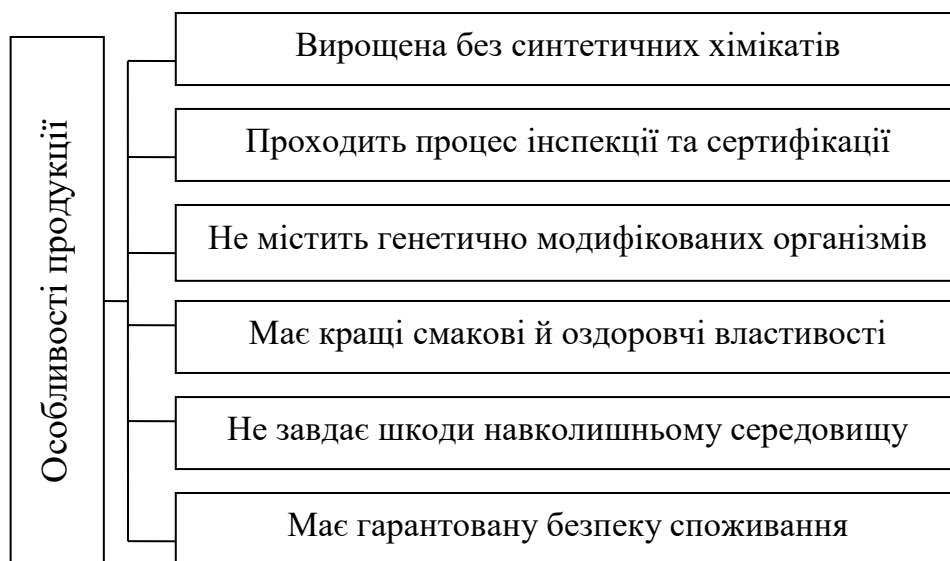 Особливості продукції
Вирощена без синтетичних хімікатів
Проходить процес інспекції та сертифікації
Не містить генетично модифікованих організмів
Має кращі смакові й оздоровчі властивості
Не завдає шкоди навколишньому середовищу
Має гарантовану безпеку споживання